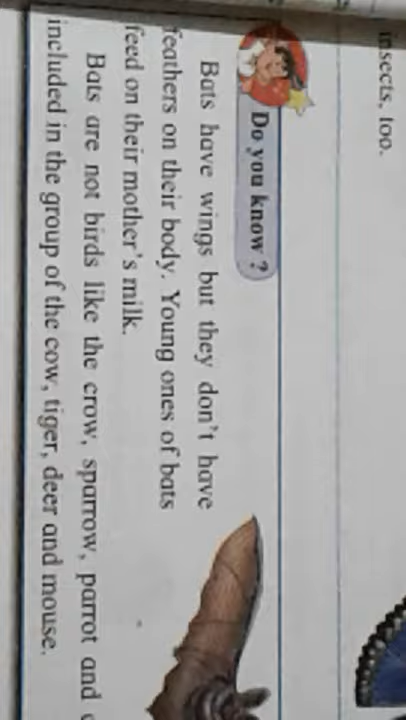 insects, too.
Do you know ?
Bats have wings but they don't have
feathers on their body. Young ones of bats
feed on their mother's milk.
Bats are not birds like the crow, sparrow, parrot and
included in the group of the cow, tiger, deer and mouse.